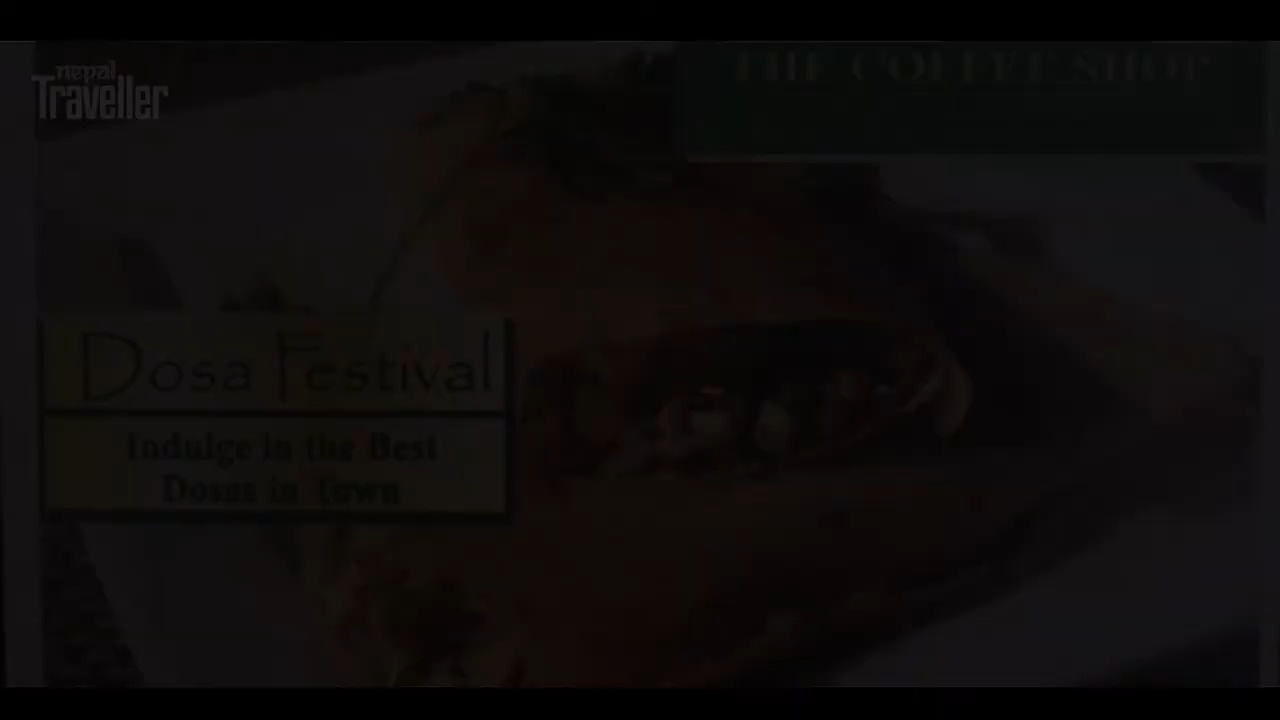 nepal
Traveller
THE COFFEE SHOP
Dosa Festival
Indulge in the Best
Dosas in Town